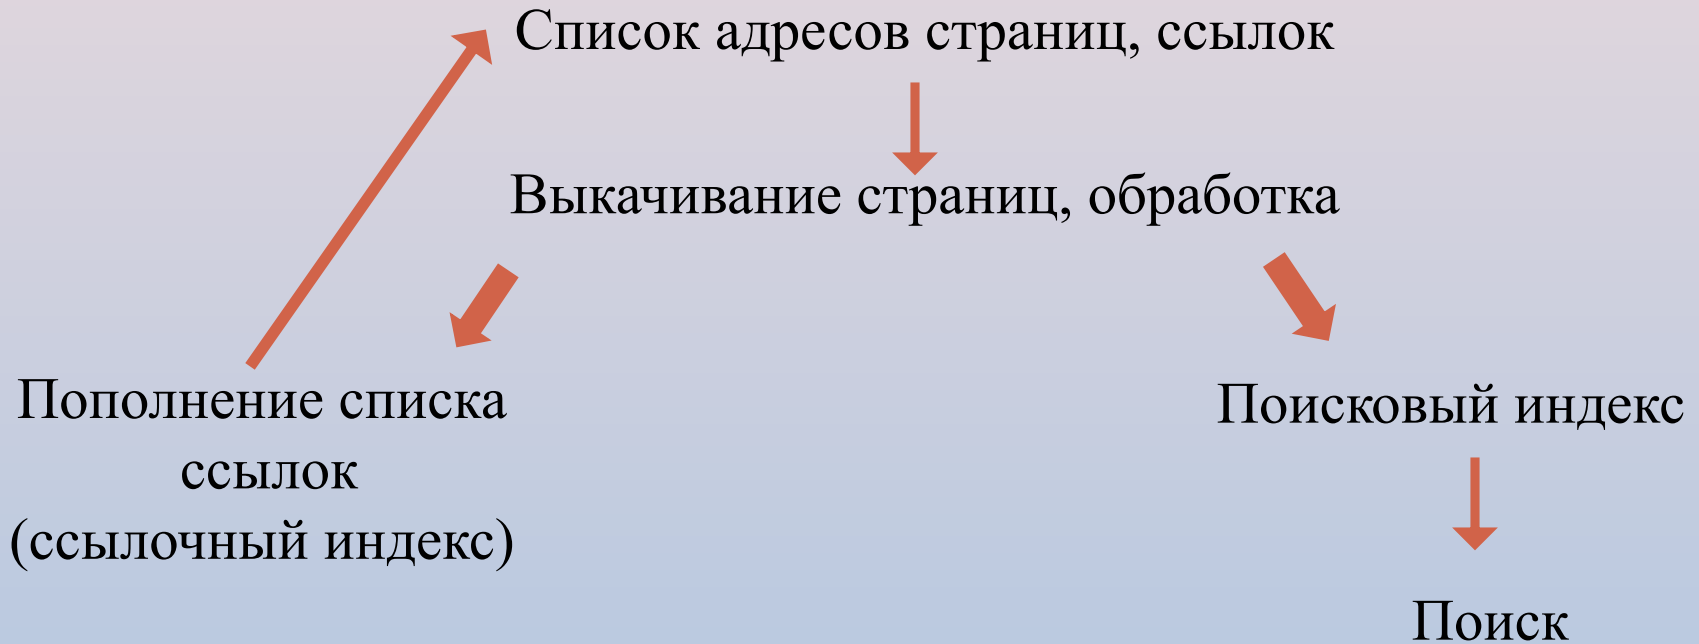 Список адресов страниц, ссылок
Выкачивание страниц, обработка
Пополнение списка
ссылок
(ссылочный индекс)
Поисковый индекс
Поиск